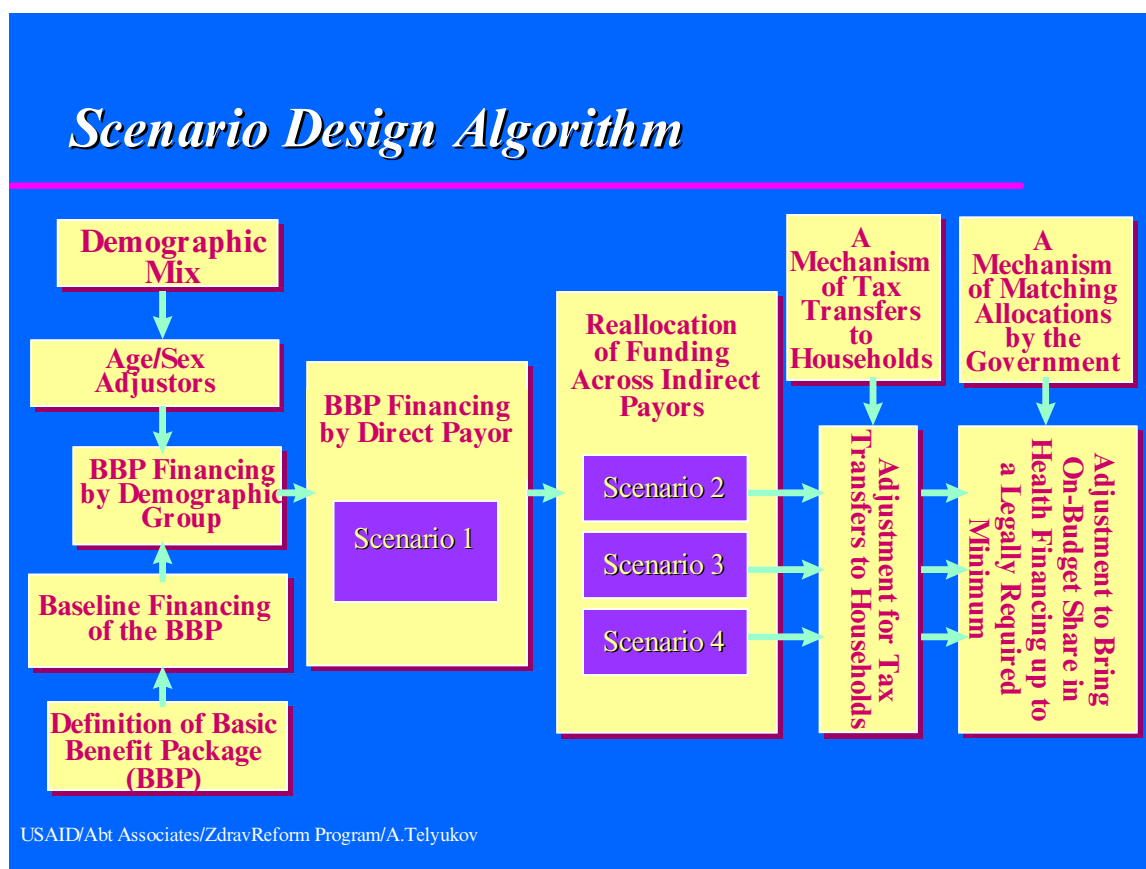 Scenario Design Algorithm
Demographic
Mix
Age/Sex
Adjustors
BBP Financing
by Demographic
Group
Baseline Financing
of the BBP
Definition of Basic
Benefit Package
(BBP)
BBP Financing
by Direct Payor
Scenario 1
Reallocation
of Funding
Across Indirect
Payors
Scenario 2
Scenario 3
Scenario 4
A
Mechanism
of Tax
Transfers
to
Households
Adjustment for Tax
Transfers to Households
A
Mechanism
of Matching
Allocations
by the
Government
Adjustment to Bring
On-Budget Share in
Health Financing up to
a Legally Required
Minimum
USAID/Abt Associates/ZdravReform Program/A.Telyukov